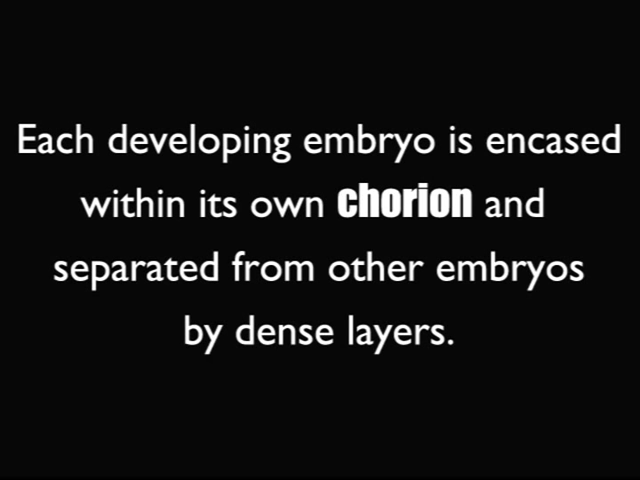 Each developing embryo is encased
within its own chorion and
separated from other embryos
by dense layers.